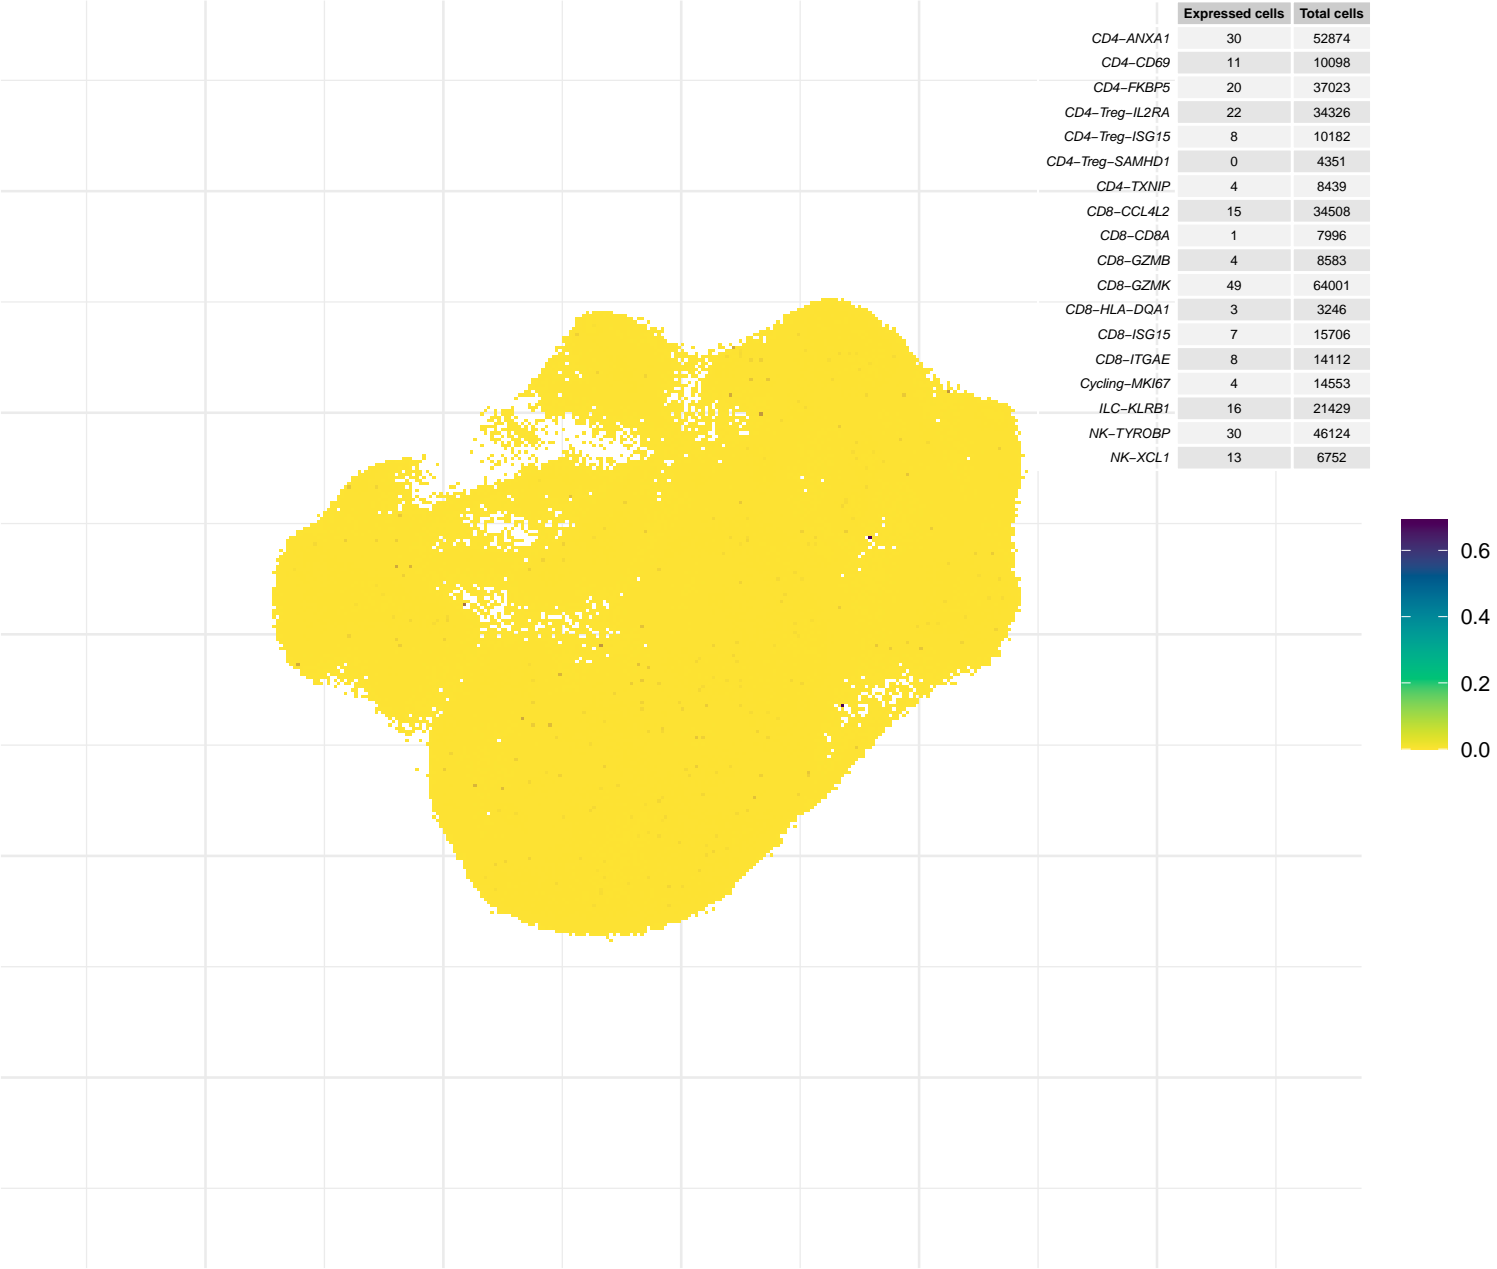 Expressed cells Total cells
CD4−ANXA1 30 52874
CD4−CD69 11 10098
CD4−FKBP5 20 37023
CD4−Treg−IL2RA 22 34326
CD4−Treg−ISG15 8 10182
CD4−Treg−SAMHD1 0 4351
CD4−TXNIP 4 8439
CD8−CCL4L2 15 34508
CD8−CD8A 1 7996
CD8−GZMB 4 8583
CD8−GZMK 49 64001
CD8−HLA−DQA1 3 3246
CD8−ISG15 7 15706
CD8−ITGAE 8 14112
Cycling−MKI67 4 14553
ILC−KLRB1 16 21429
NK−TYROBP 30 46124
NK−XCL1 13 6752
0.6
0.4
0.2
0.0